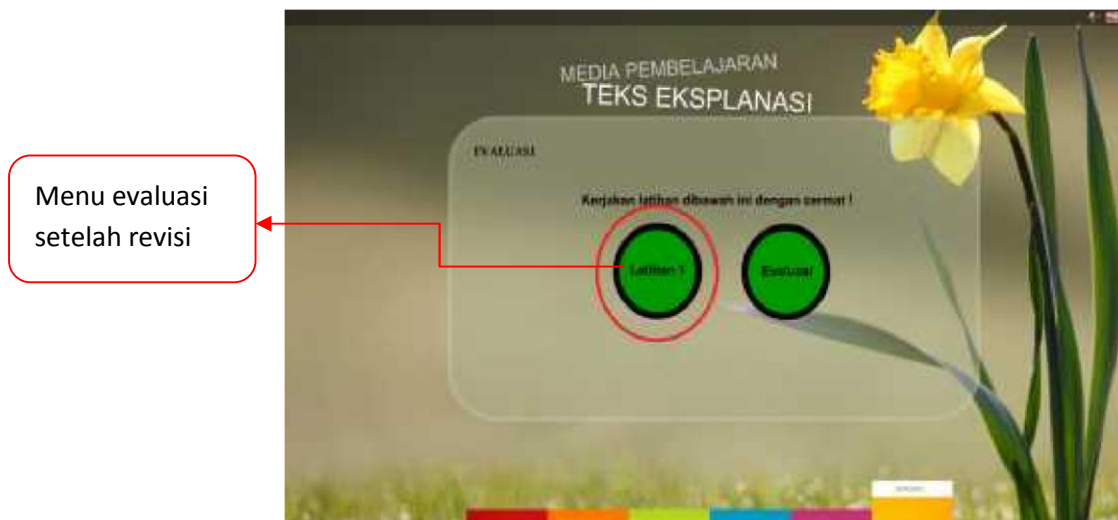 Menu evaluasi
setelah revisi
MEDIA PEMBELAJARAN
TEKS EKSPLANASI
EVALUASI
Kerjakan latihan dibawah ini dengan cermat !
Latihan 1
Evaluasi